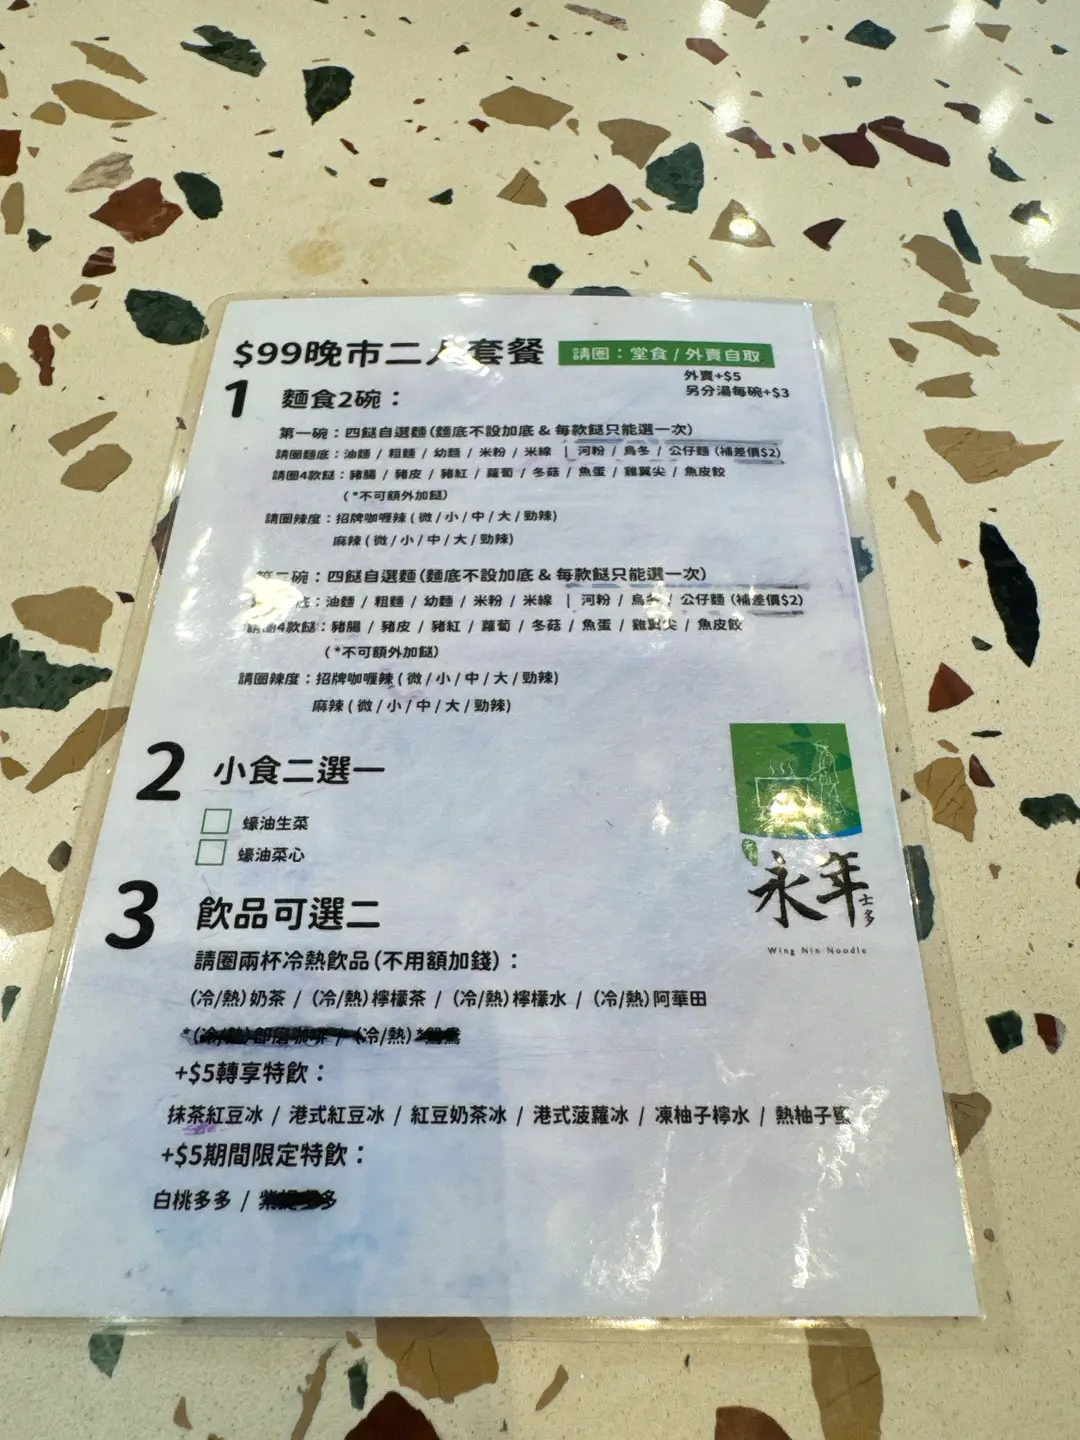 $99晚市二人套餐 請圈：堂食 / 外賣自取
外賣+$5
另分湯每碗+$3
1 麵食2碗：
第一碗：四餸自選麵(麵底不設加底 & 每款餸只能選一次)
請圈麵底：油麵 / 粗麵 / 幼麵 / 米粉 / 米線 | 河粉 / 烏冬 / 公仔麵 (補差價$2)
請圈4款餸：豬腸 / 豬皮 / 豬紅 / 蘿蔔 / 冬菇 / 魚蛋 / 雞翼尖 / 魚皮餃
(*不可額外加餸)
請圈辣度：招牌咖喱辣 ( 微 / 小 / 中 / 大 / 勁辣)
麻辣 ( 微 / 小 / 中 / 大 / 勁辣)
第二碗：四餸自選麵(麵底不設加底 & 每款餸只能選一次)
底：油麵 / 粗麵 / 幼麵 / 米粉 / 米線 | 河粉 / 烏冬 / 公仔麵 (補差價$2)
請圈4款餸：豬腸 / 豬皮 / 豬紅 / 蘿蔔 / 冬菇 / 魚蛋 / 雞翼尖 / 魚皮餃
(*不可額外加餸)
請圈辣度：招牌咖喱辣 ( 微 / 小 / 中 / 大 / 勁辣)
麻辣 ( 微 / 小 / 中 / 大 / 勁辣)
2 小食二選一
蠔油生菜
蠔油菜心
3 飲品可選二
請圈兩杯冷熱飲品(不用額加錢)：
(冷/熱)奶茶 / (冷/熱)檸檬茶 / (冷/熱)檸檬水 / (冷/熱)阿華田
*(冷/熱)即磨咖啡 / (冷/熱)*鴛鴦
+$5轉享特飲：
抹茶紅豆冰 / 港式紅豆冰 / 紅豆奶茶冰 / 港式菠蘿冰 / 凍柚子檸水 / 熱柚子蜜
+$5期間限定特飲：
白桃多多 / 多
永年
士多
Wing Nin Noodle